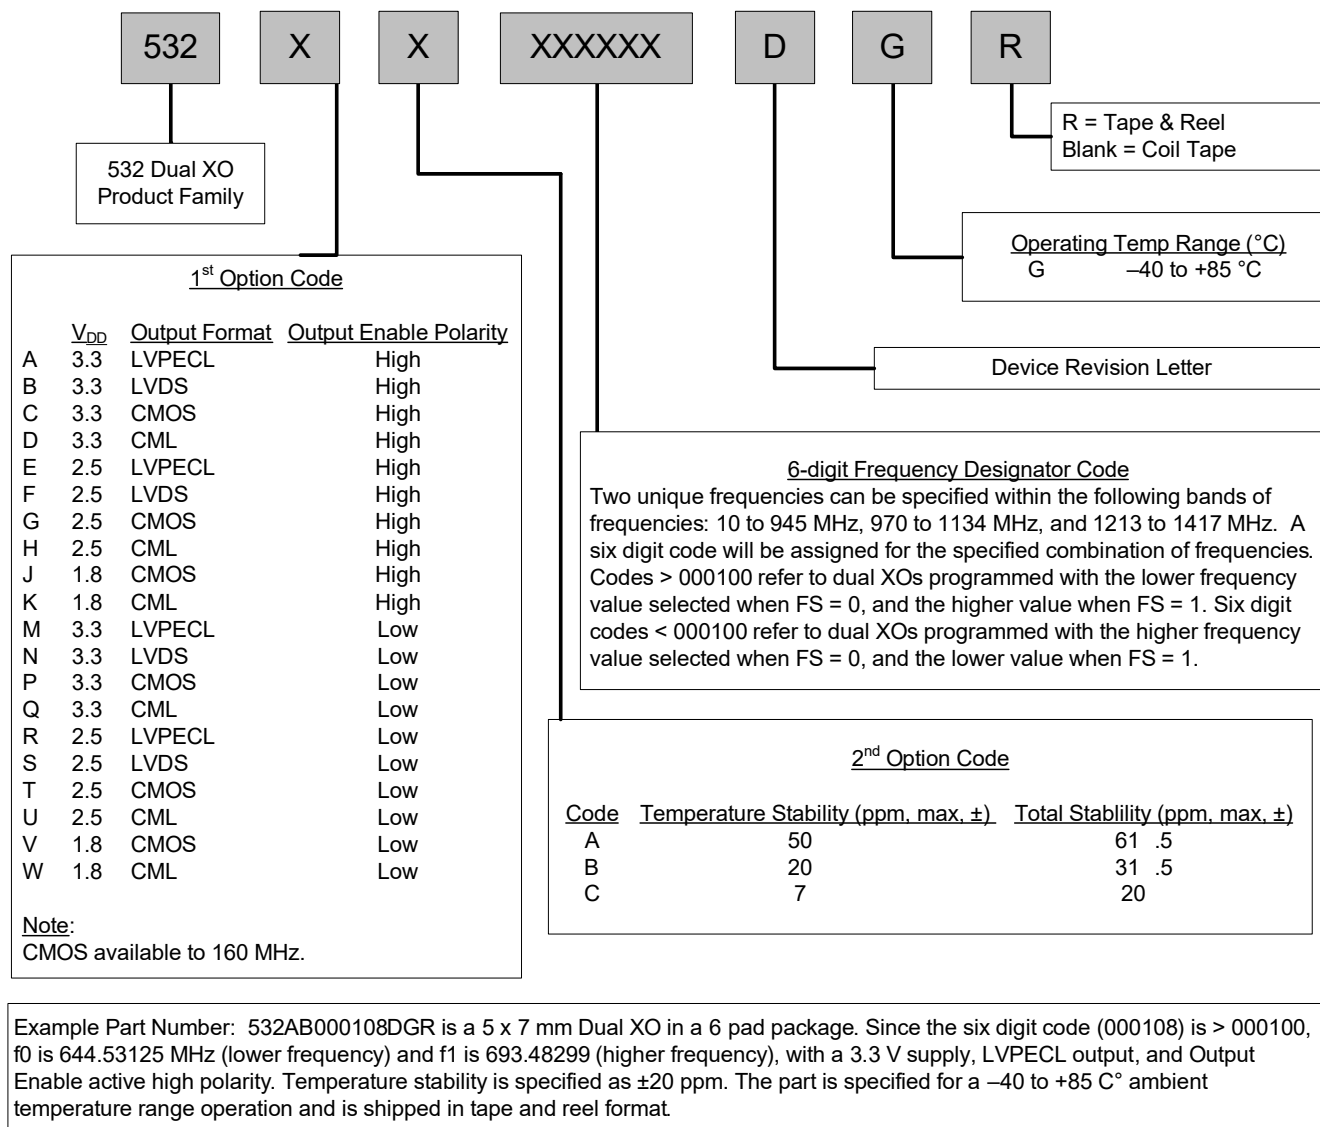 532 X X XXXXXX D G R
R = Tape & Reel
Blank = Coil Tape
532 Dual XO
Product Family
Operating Temp Range (°C)
G –40 to +85 °C
Device Revision Letter
1st Option Code
VDD Output Format Output Enable Polarity
A 3.3 LVPECL High
B 3.3 LVDS High
C 3.3 CMOS High
D 3.3 CML High
E 2.5 LVPECL High
F 2.5 LVDS High
G 2.5 CMOS High
H 2.5 CML High
J 1.8 CMOS High
K 1.8 CML High
M 3.3 LVPECL Low
N 3.3 LVDS Low
P 3.3 CMOS Low
Q 3.3 CML Low
R 2.5 LVPECL Low
S 2.5 LVDS Low
T 2.5 CMOS Low
U 2.5 CML Low
V 1.8 CMOS Low
W 1.8 CML Low
Note:
CMOS available to 160 MHz.
6-digit Frequency Designator Code
Two unique frequencies can be specified within the following bands of
frequencies: 10 to 945 MHz, 970 to 1134 MHz, and 1213 to 1417 MHz. A
six digit code will be assigned for the specified combination of frequencies.
Codes > 000100 refer to dual XOs programmed with the lower frequency
value selected when FS = 0, and the higher value when FS = 1. Six digit
codes < 000100 refer to dual XOs programmed with the higher frequency
value selected when FS = 0, and the lower value when FS = 1.
2nd Option Code
Code Temperature Stability (ppm, max, ±) Total Stablility (ppm, max, ±)
A 50 61 .5
B 20 31 .5
C 7 20
Example Part Number: 532AB000108DGR is a 5 x 7 mm Dual XO in a 6 pad package. Since the six digit code (000108) is > 000100,
f0 is 644.53125 MHz (lower frequency) and f1 is 693.48299 (higher frequency), with a 3.3 V supply, LVPECL output, and Output
Enable active high polarity. Temperature stability is specified as ±20 ppm. The part is specified for a –40 to +85 C° ambient
temperature range operation and is shipped in tape and reel format.